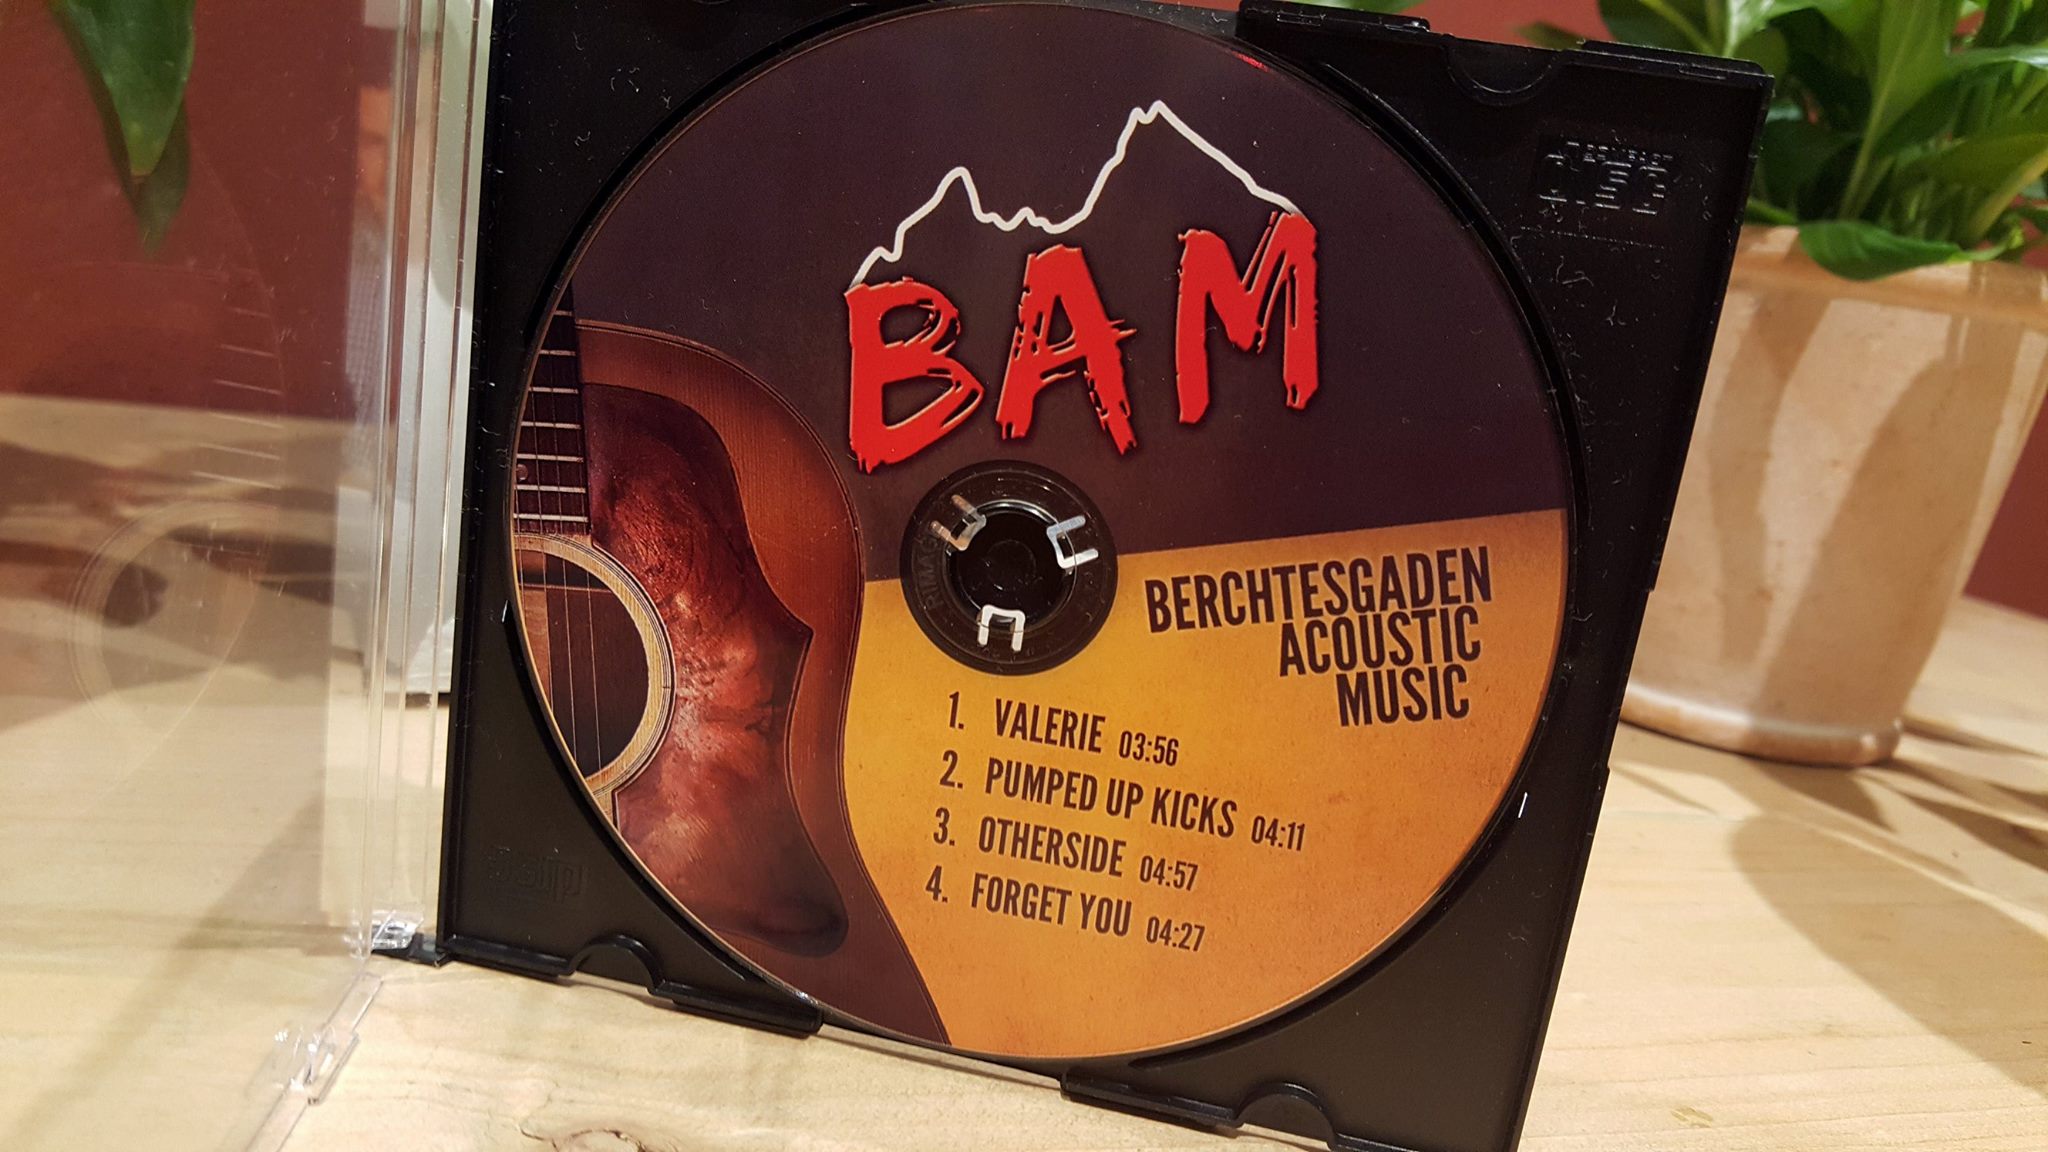 BAM
BERCHTESGADEN
ACOUSTIC
MUSIC
1. VALERIE 03:56
2. PUMPED UP KICKS 04:11
3. OTHERSIDE 04:57
4. FORGET YOU 04:27